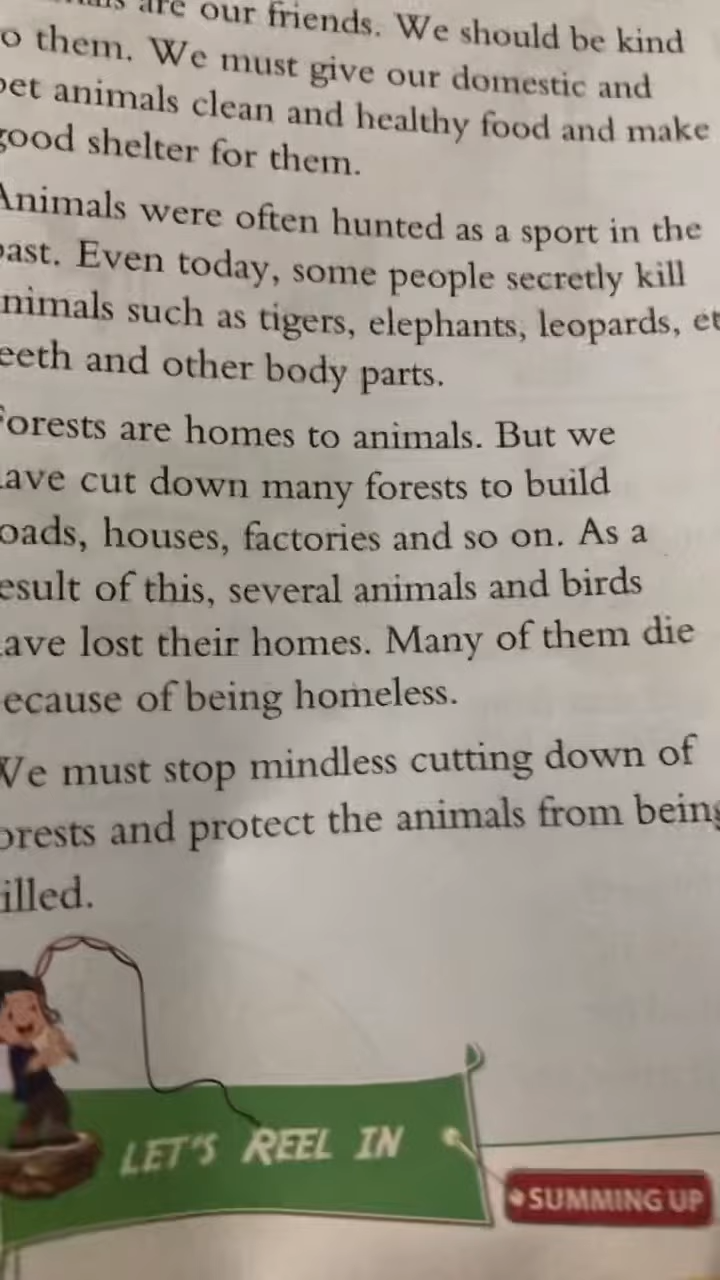 are our friends. We should be kind
o them. We must give our domestic and
pet animals clean and healthy food and make
good shelter for them.
Animals were often hunted as a sport in the
past. Even today, some people secretly kill
nimals such as tigers, elephants, leopards, et
eeth and other body parts.
Forests are homes to animals. But we
ave cut down many forests to build
oads, houses, factories and so on. As a
esult of this, several animals and birds
ave lost their homes. Many of them die
ecause of being homeless.
We must stop mindless cutting down of
orests and protect the animals from being
illed.
LET'S REEL IN
SUMMING UP